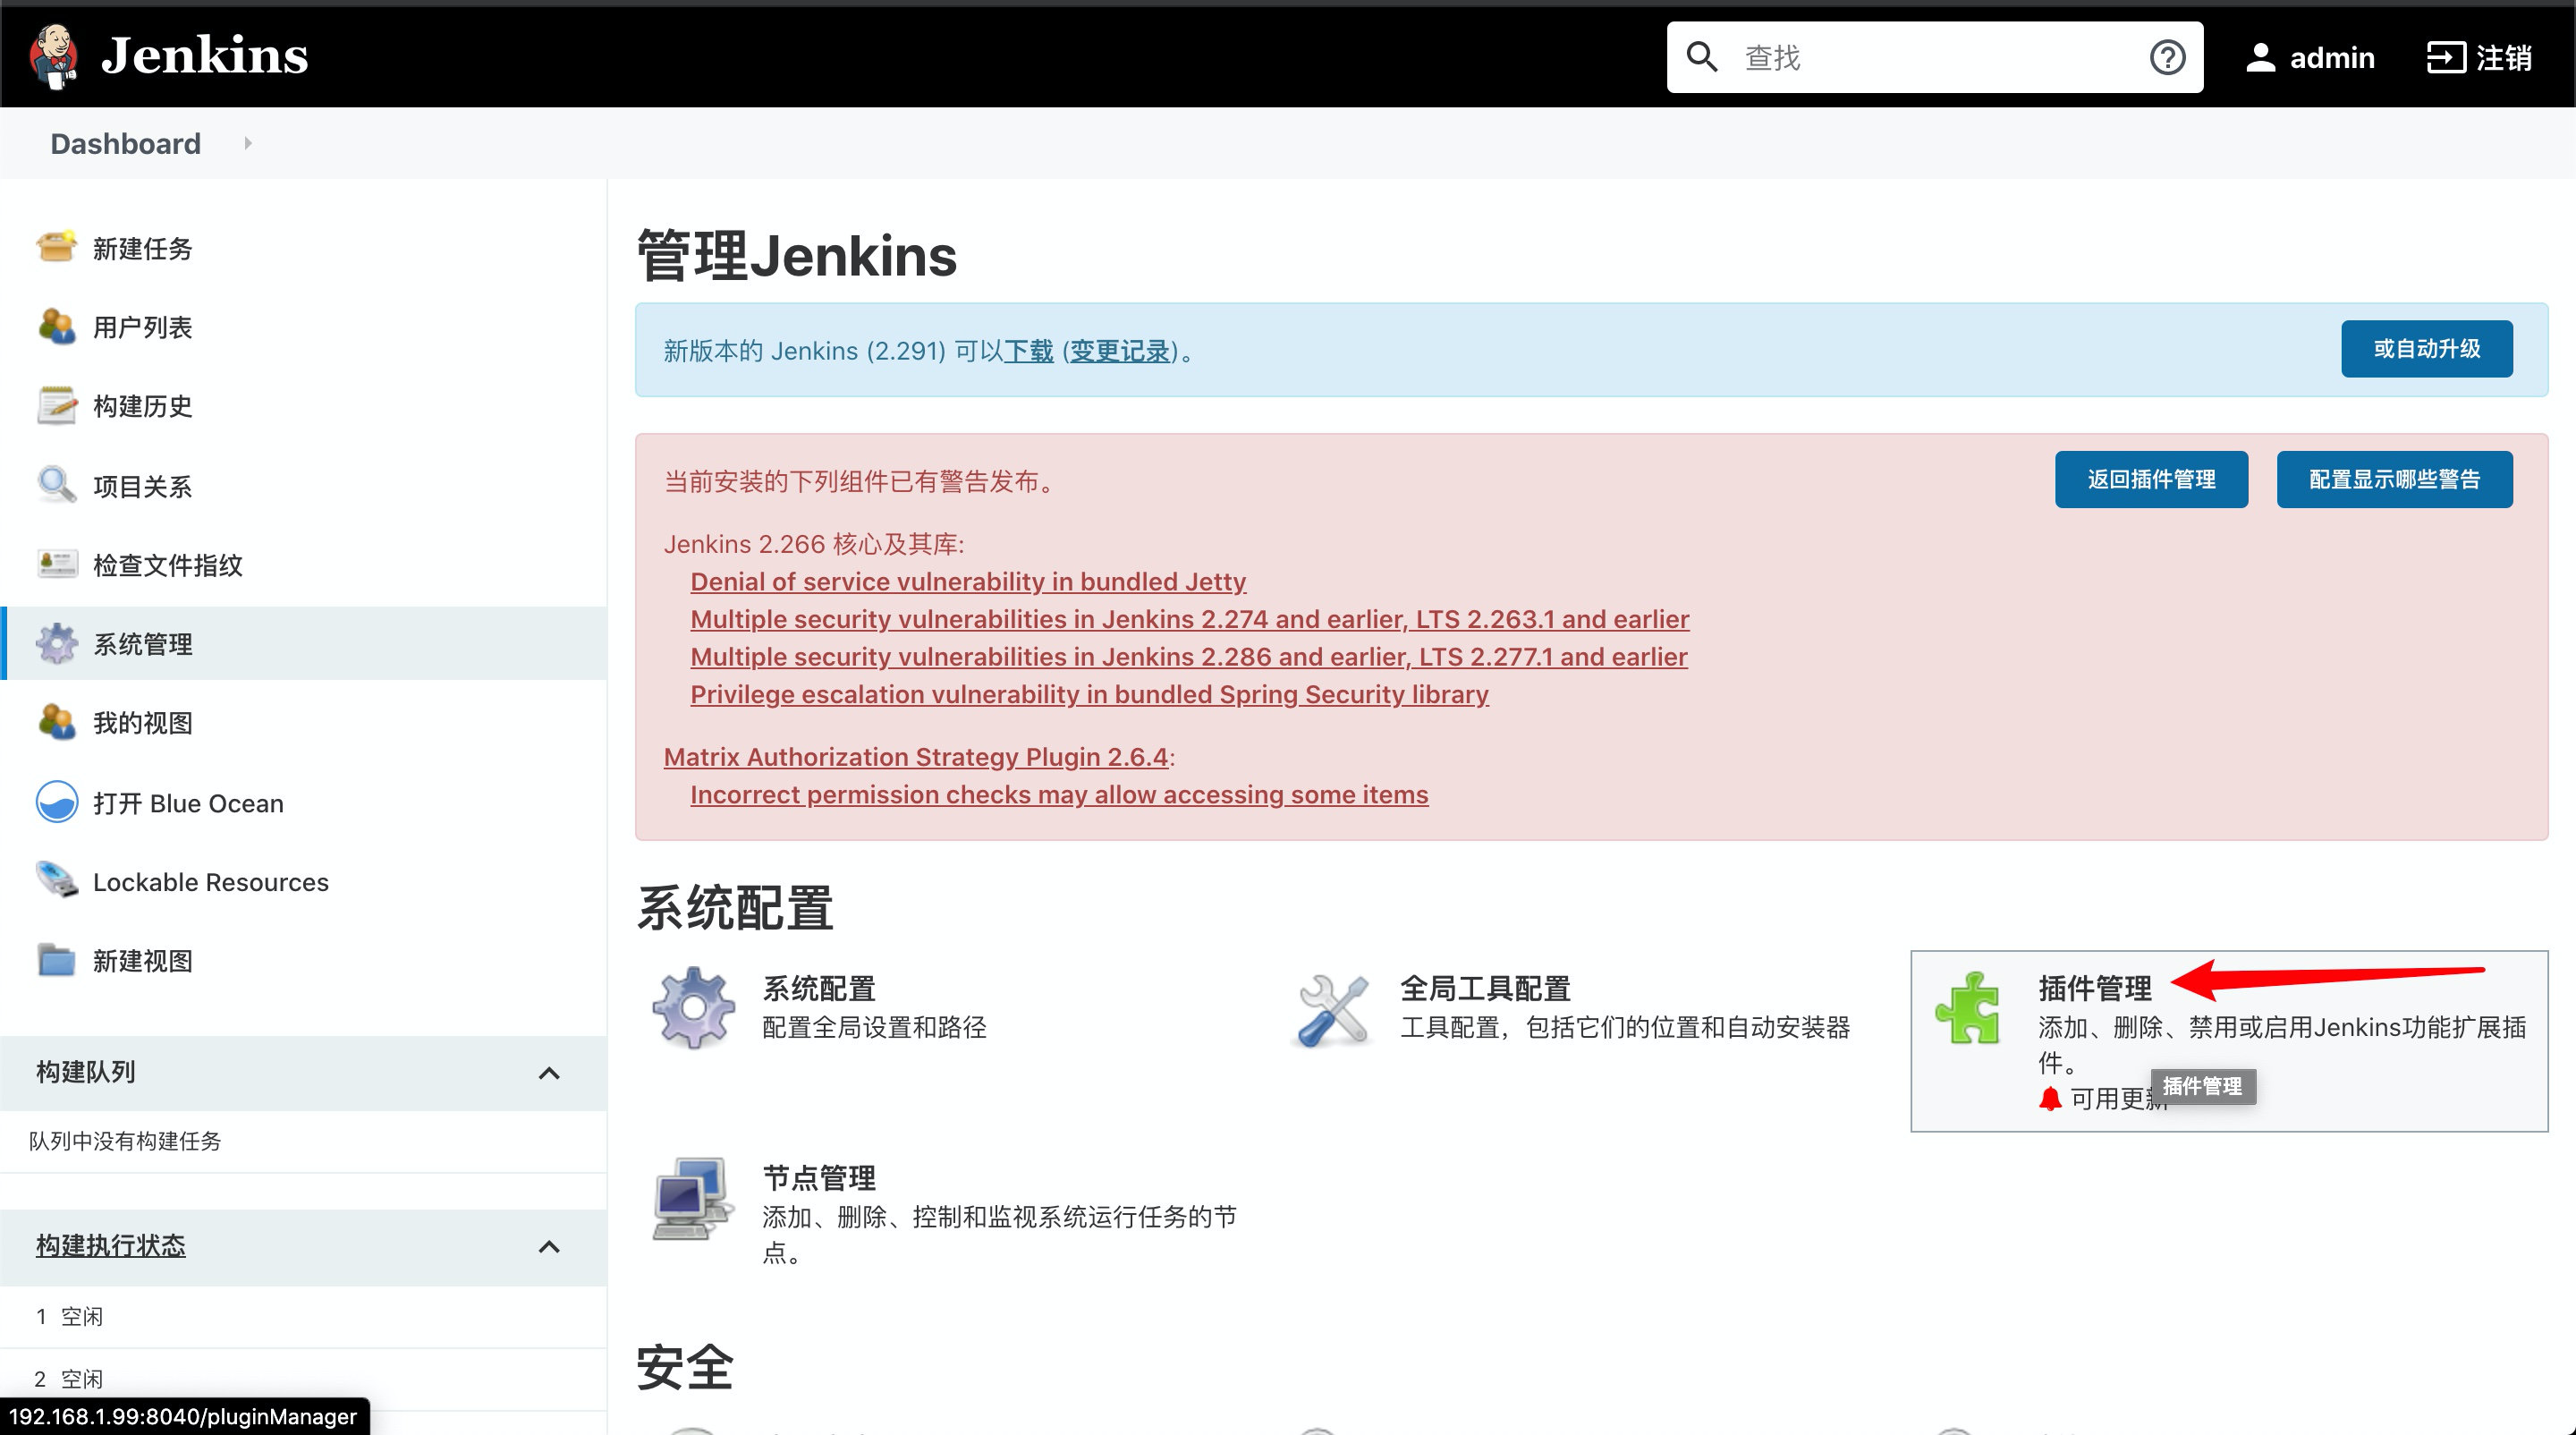 Jenkins
查找
admin
注销
Dashboard
新建任务
用户列表
构建历史
项目关系
检查文件指纹
系统管理
我的视图
打开 Blue Ocean
Lockable Resources
新建视图
构建队列
队列中没有构建任务
构建执行状态
1 空闲
2 空闲
192.168.1.99:8040/pluginManager
管理Jenkins
新版本的 Jenkins (2.291) 可以下载 (变更记录)。
或自动升级
当前安装的下列组件已有警告发布。
返回插件管理
配置显示哪些警告
Jenkins 2.266 核心及其库:
Denial of service vulnerability in bundled Jetty
Multiple security vulnerabilities in Jenkins 2.274 and earlier, LTS 2.263.1 and earlier
Multiple security vulnerabilities in Jenkins 2.286 and earlier, LTS 2.277.1 and earlier
Privilege escalation vulnerability in bundled Spring Security library
Matrix Authorization Strategy Plugin 2.6.4:
Incorrect permission checks may allow accessing some items
系统配置
系统配置
配置全局设置和路径
全局工具配置
工具配置，包括它们的位置和自动安装器
插件管理
添加、删除、禁用或启用Jenkins功能扩展插
件。
可用更新
插件管理
节点管理
添加、删除、控制和监视系统运行任务的节
点。
安全